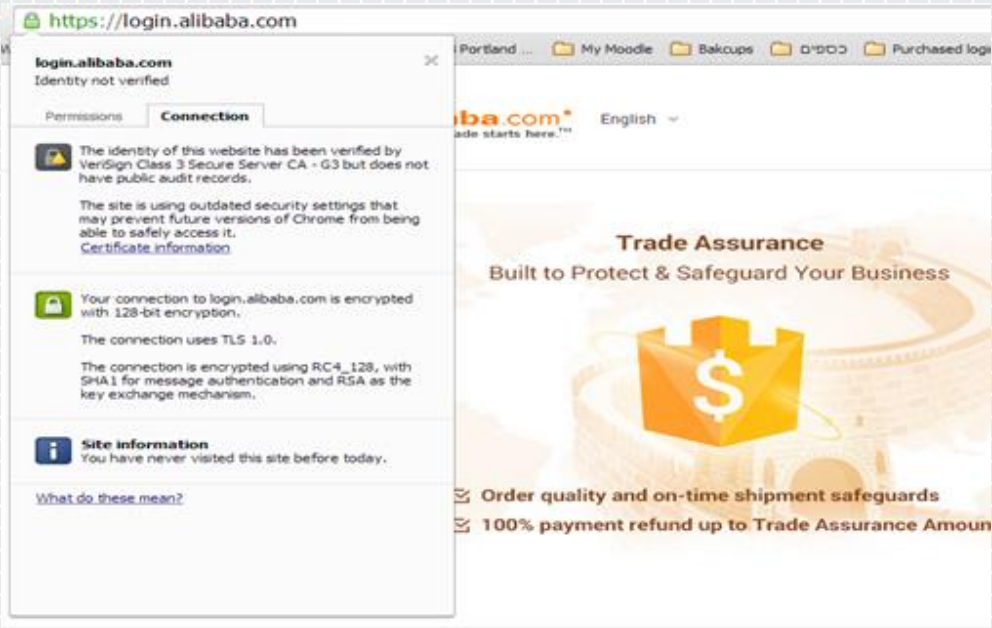 https://login.alibaba.com
Portland ... My Moodle Bakcups כספים Purchased logi
login.alibaba.com
Identity not verified
Permissions Connection
The identity of this website has been verified by
VeriSign Class 3 Secure Server CA - G3 but does not
have public audit records.
The site is using outdated security settings that
may prevent future versions of Chrome from being
able to safely access it.
Certificate information
Your connection to login.alibaba.com is encrypted
with 128-bit encryption.
The connection uses TLS 1.0.
The connection is encrypted using RC4_128, with
SHA1 for message authentication and RSA as the
key exchange mechanism.
Site information
You have never visited this site before today.
What do these mean?
ba.com English
ade starts here.™
Trade Assurance
Built to Protect & Safeguard Your Business
$
Order quality and on-time shipment safeguards
100% payment refund up to Trade Assurance Amoun